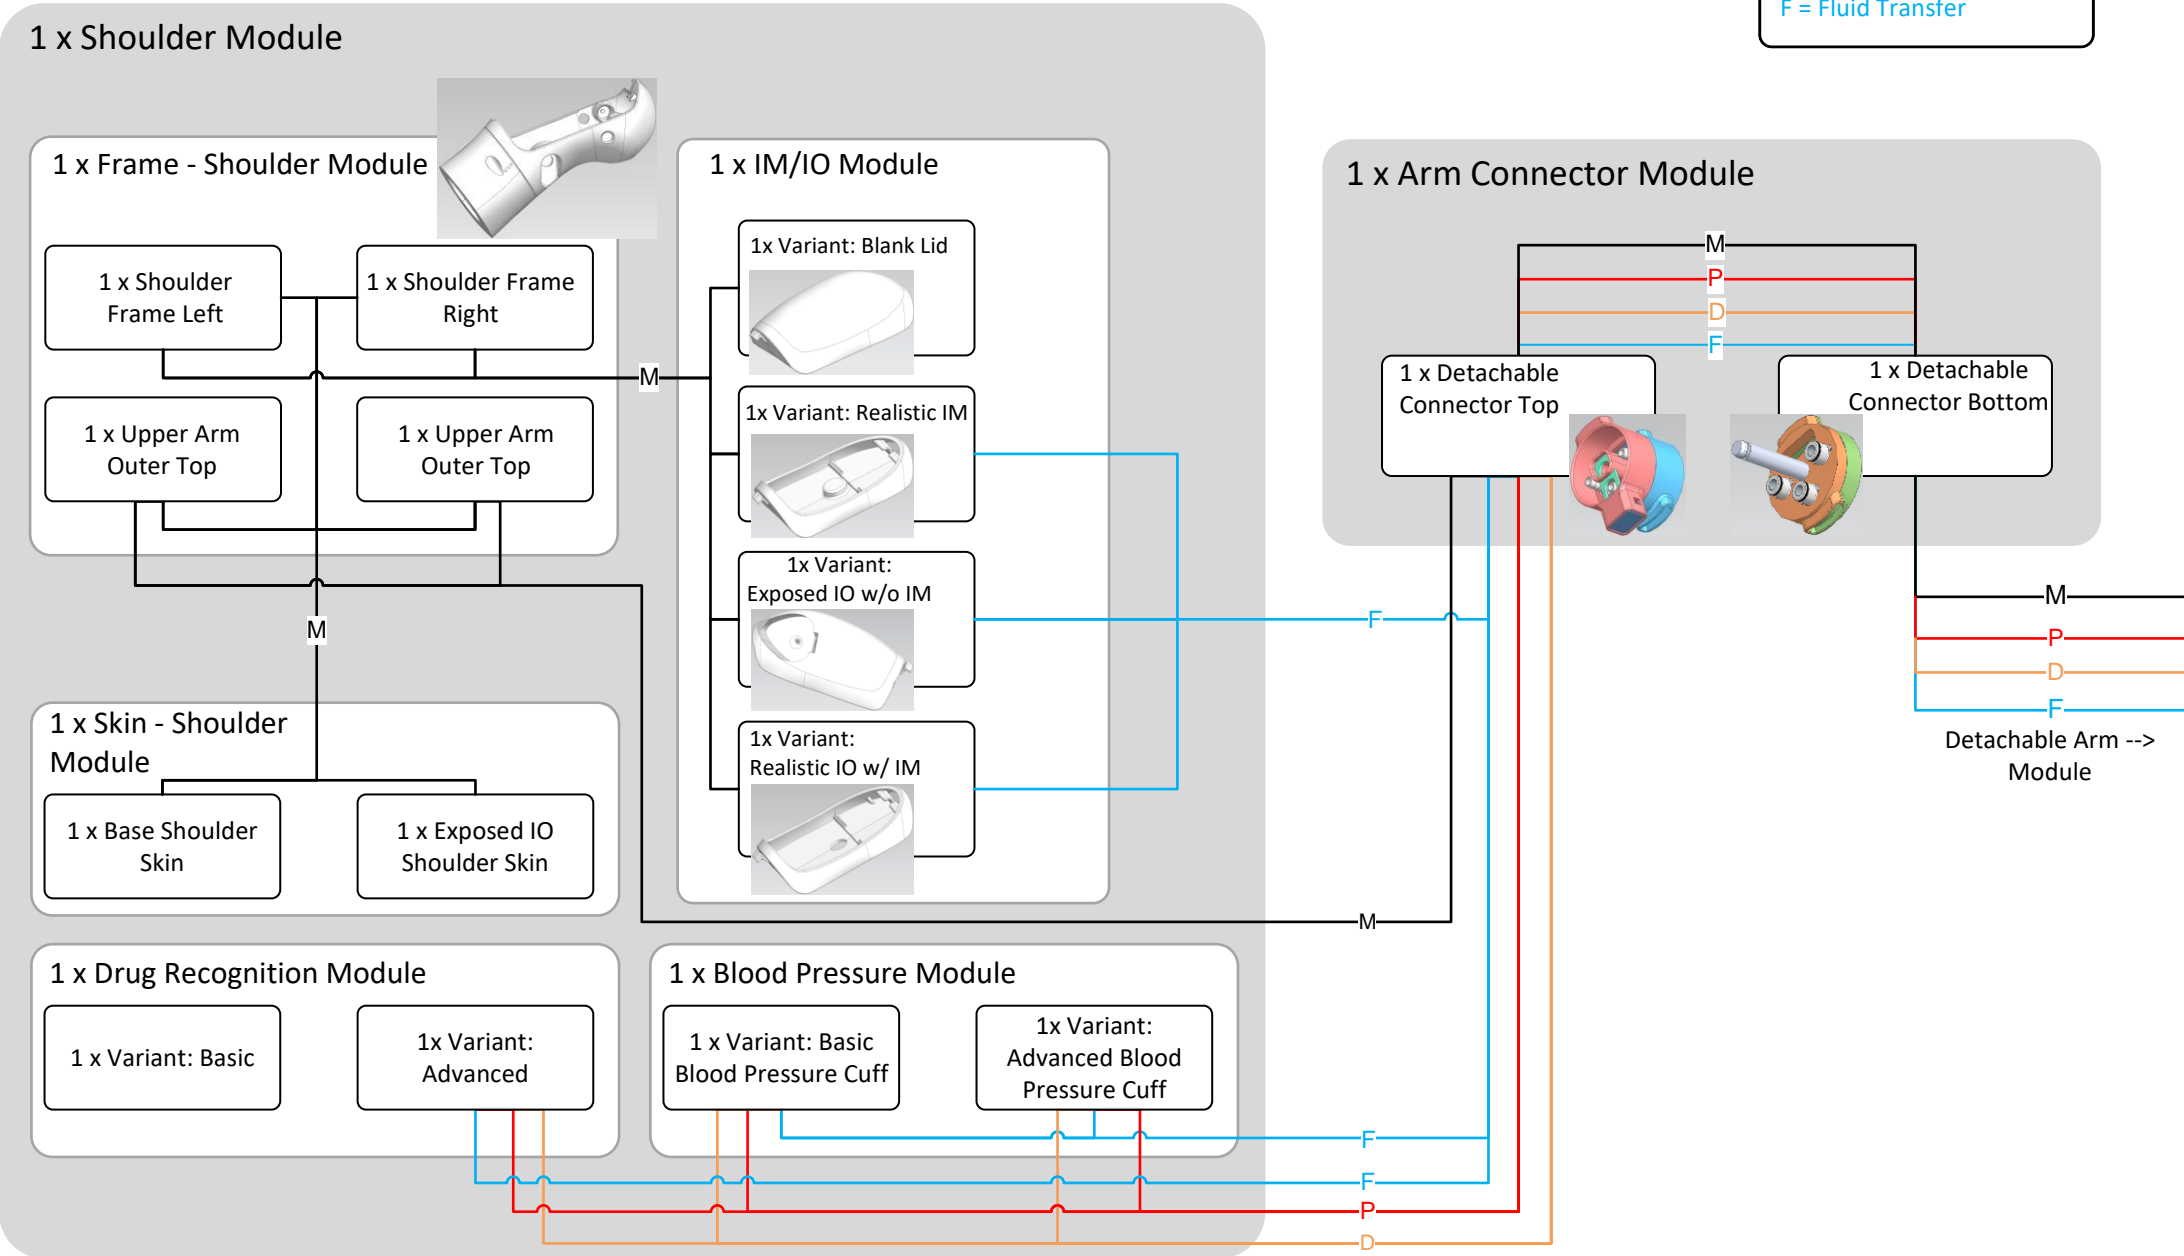 F = Fluid Transfer
1 x Shoulder Module
1 x Frame - Shoulder Module
1 x Shoulder
Frame Left
1 x Shoulder Frame
Right
1 x Upper Arm
Outer Top
1 x Upper Arm
Outer Top
M
M
1 x IM/IO Module
1x Variant: Blank Lid
1x Variant: Realistic IM
1x Variant:
Exposed IO w/o IM
1x Variant:
Realistic IO w/ IM
F
M
1 x Skin - Shoulder
Module
1 x Base Shoulder
Skin
1 x Exposed IO
Shoulder Skin
1 x Drug Recognition Module
1 x Variant: Basic
1x Variant:
Advanced
1 x Blood Pressure Module
1 x Variant: Basic
Blood Pressure Cuff
1x Variant:
Advanced Blood
Pressure Cuff
F
F
P
D
1 x Arm Connector Module
M
P
D
F
1 x Detachable
Connector Top
1 x Detachable
Connector Bottom
M
P
D
F
Detachable Arm -->
Module